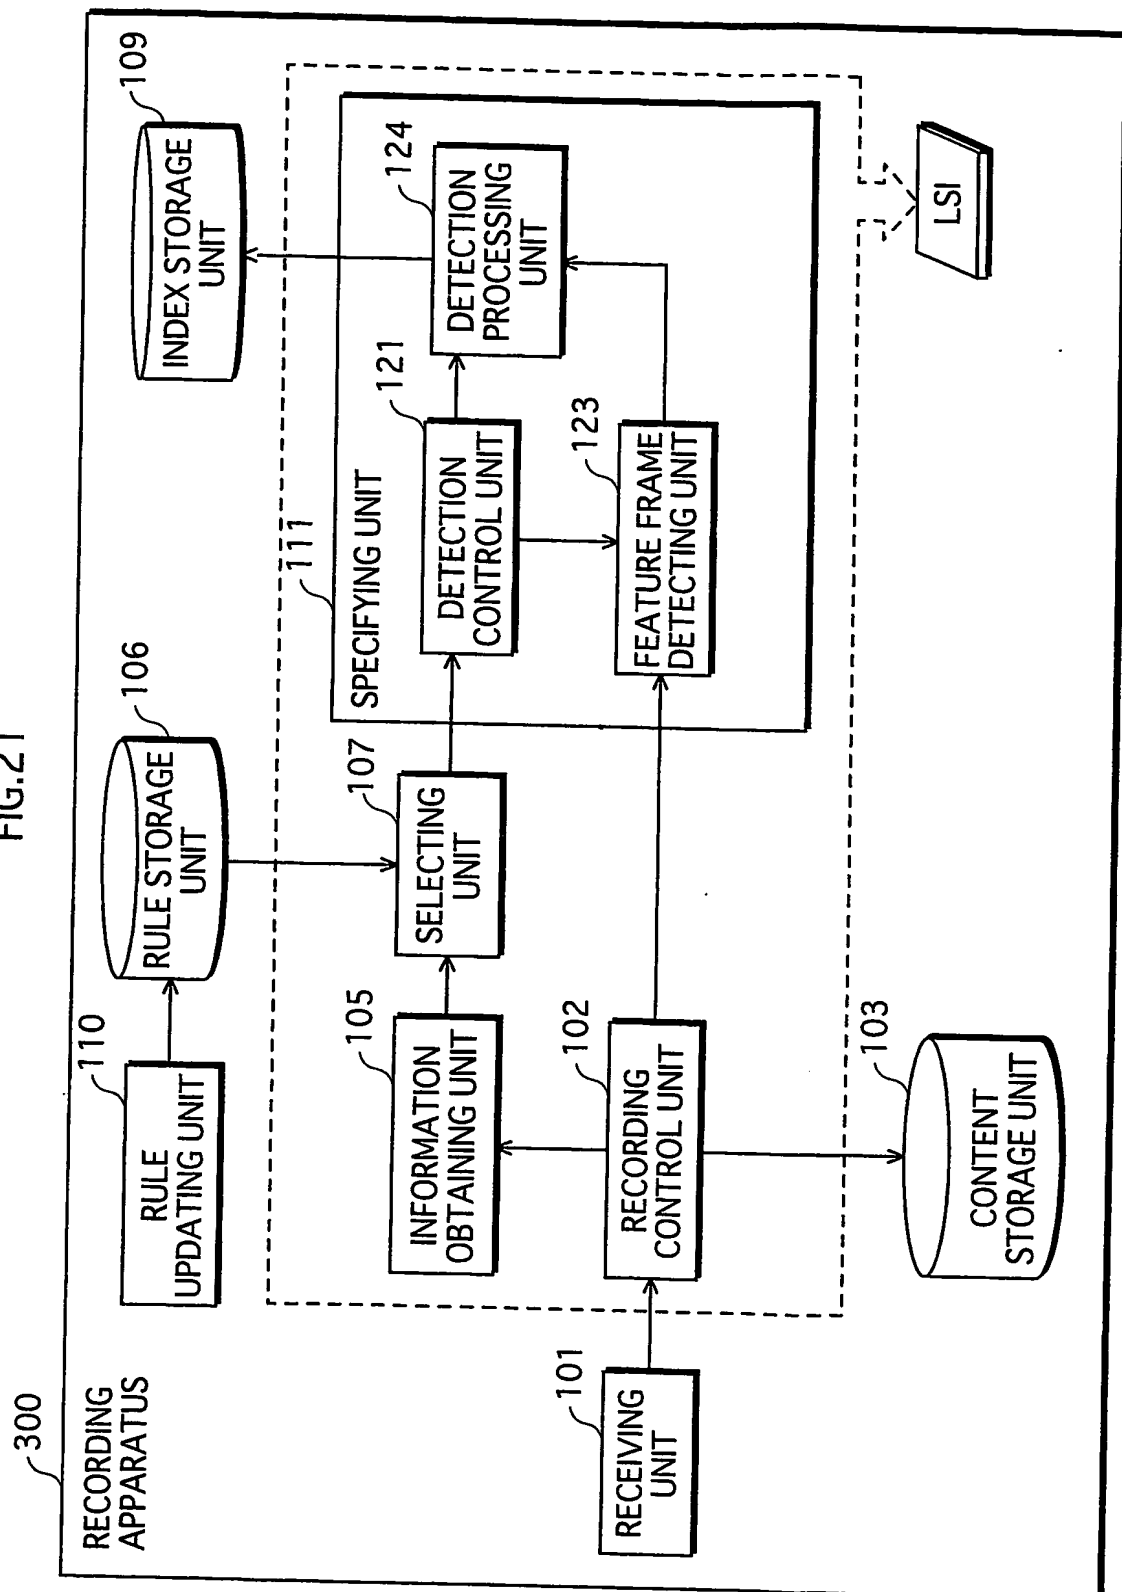 FIG.21
300
RECORDING
APPARATUS
110
RULE
UPDATING UNIT
106
RULE STORAGE
UNIT
109
INDEX STORAGE
UNIT
105
INFORMATION
OBTAINING UNIT
107
SELECTING
UNIT
111
SPECIFYING UNIT
121
DETECTION
CONTROL UNIT
124
DETECTION
PROCESSING
UNIT
101
RECEIVING
UNIT
102
RECORDING
CONTROL UNIT
123
FEATURE FRAME
DETECTING UNIT
103
CONTENT
STORAGE UNIT
LSI